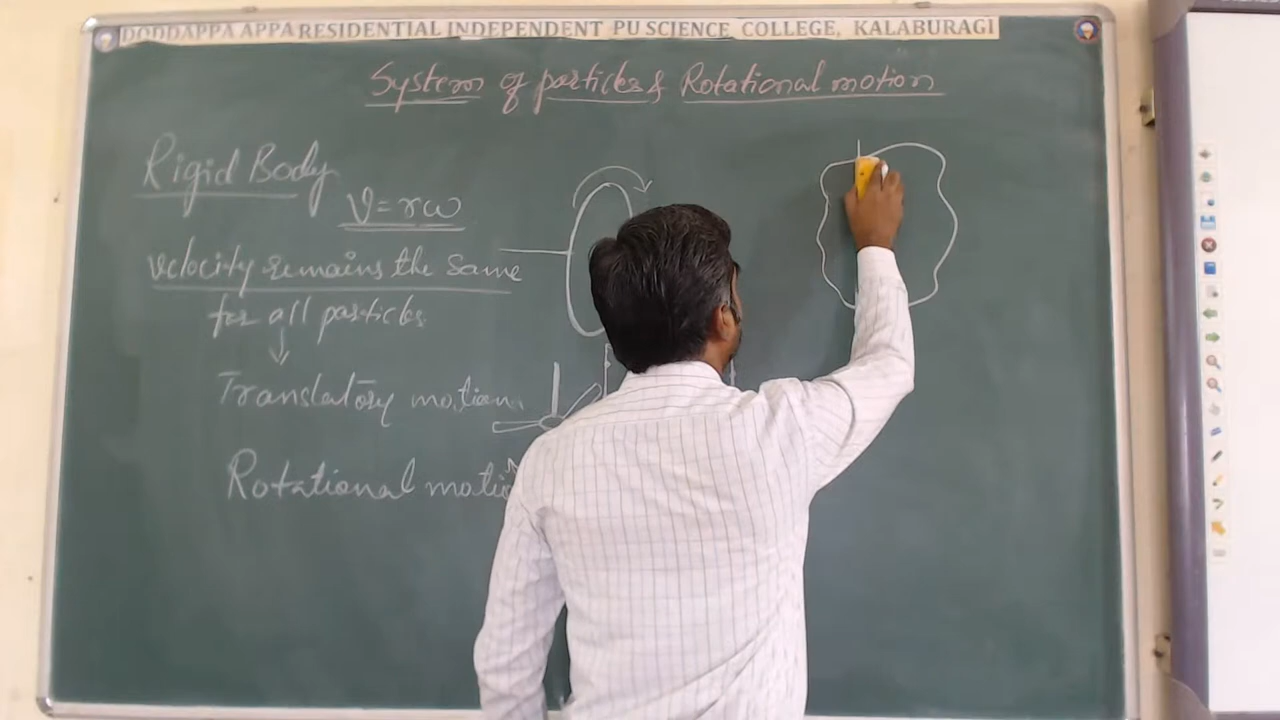 DODDAPPA APPA RESIDENTIAL INDEPENDENT PU SCIENCE COLLEGE, KALABURAGI
System of particles & Rotational motion
Rigid Body
V = rω
velocity remains the same
for all particles
Translatory motion
Rotational motio